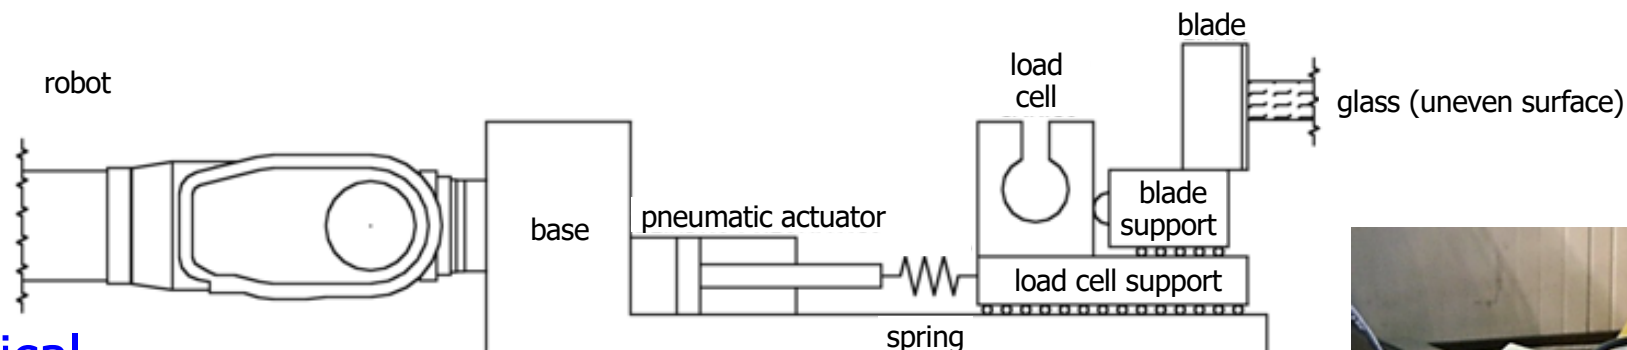 blade
robot
load
cell
glass (uneven surface)
blade
support
pneumatic actuator
base
load cell support
spring